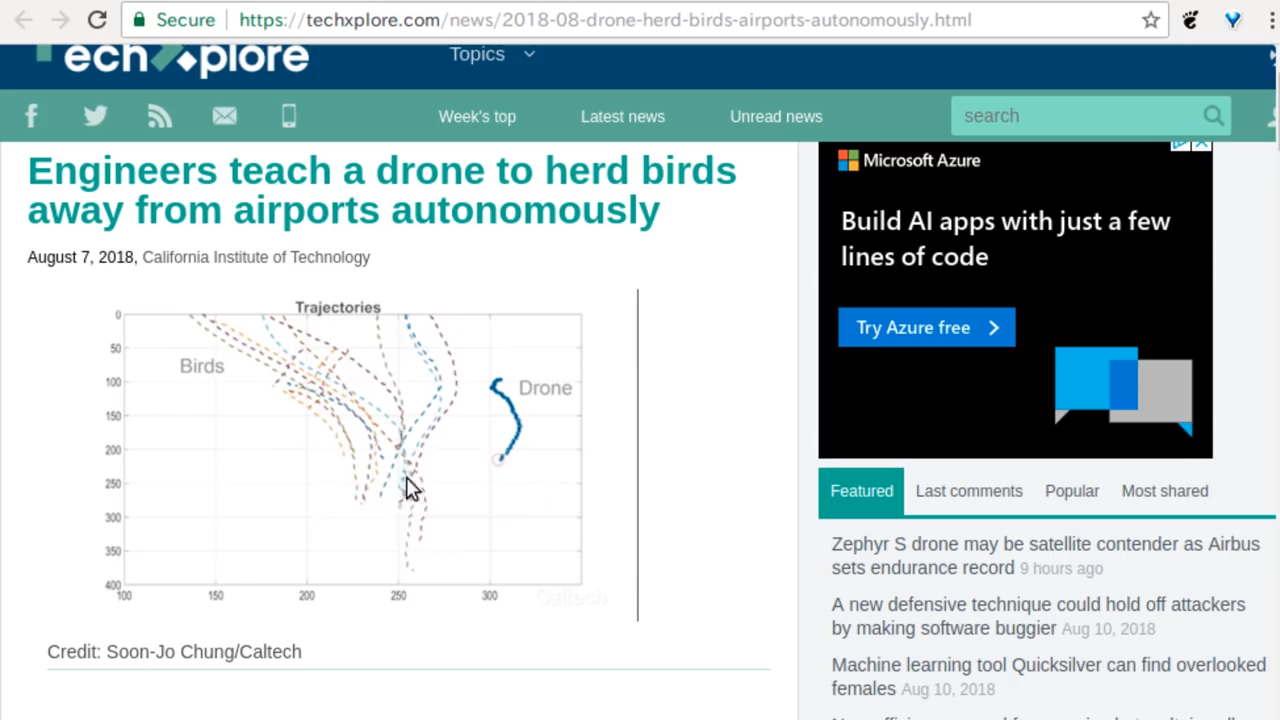 Secure https://techxplore.com/news/2018-08-drone-herd-birds-airports-autonomously.html
TechXplore Topics
Week's top Latest news Unread news search
Engineers teach a drone to herd birds
away from airports autonomously
August 7, 2018, California Institute of Technology
Trajectories
0
50
100
150
200
250
300
350
400
100 150 200 250 300
Birds
Drone
Caltech
Credit: Soon-Jo Chung/Caltech
Microsoft Azure
Build AI apps with just a few
lines of code
Try Azure free
Featured Last comments Popular Most shared
Zephyr S drone may be satellite contender as Airbus
sets endurance record 9 hours ago
A new defensive technique could hold off attackers
by making software buggier Aug 10, 2018
Machine learning tool Quicksilver can find overlooked
females Aug 10, 2018